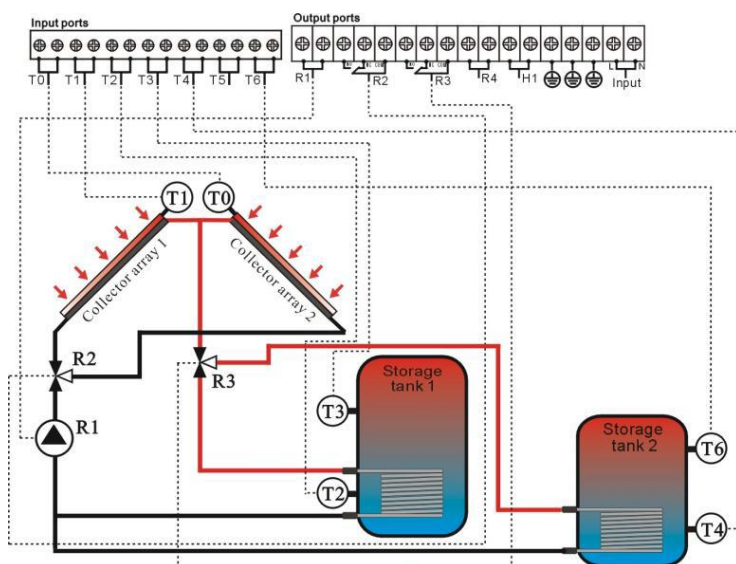 Input ports
Output ports
T0 T1 T2 T3 T4 T5 T6
R1 R2 R3 R4 H1 L N
Input
T1 T0
Collector array 1
Collector array 2
R2
R3
R1
Storage
tank 1
T3
T2
Storage
tank 2
T6
T4